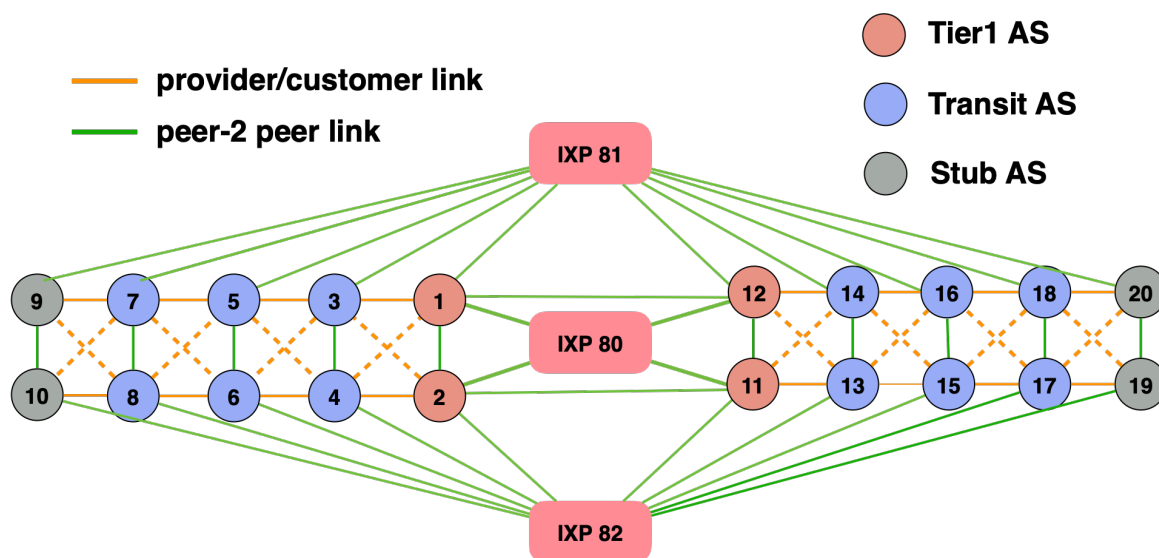 Tier1 AS
provider/customer link
Transit AS
peer-2 peer link
IXP 81
Stub AS
9 7 5 3 1 12 14 16 18 20
IXP 80
10 8 6 4 2 11 13 15 17 19
IXP 82